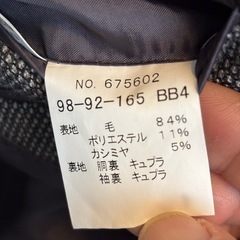 NO. 675602
98-92-165 BB4
表地 毛 84%
ポリエステル 11%
カシミヤ 5%
裏地 胴裏 キュプラ
袖裏 キュプラ